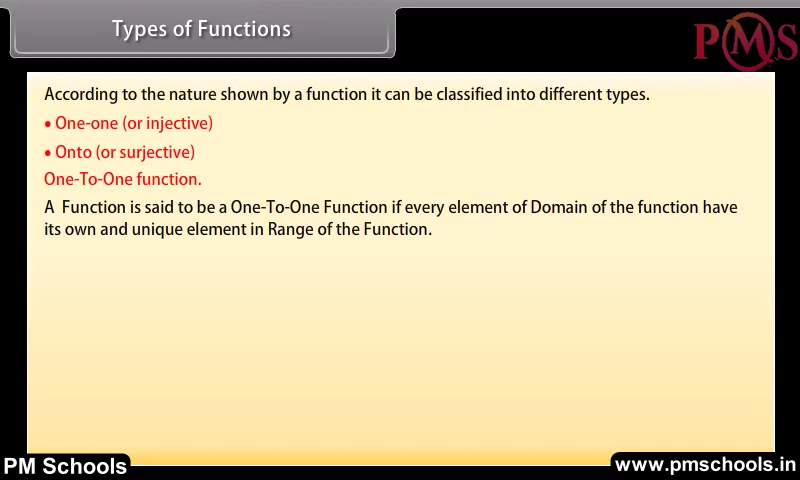 Types of Functions
PMS
According to the nature shown by a function it can be classified into different types.
• One-one (or injective)
• Onto (or surjective)
One-To-One function.
A Function is said to be a One-To-One Function if every element of Domain of the function have
its own and unique element in Range of the Function.
PM Schools
www.pmschools.in